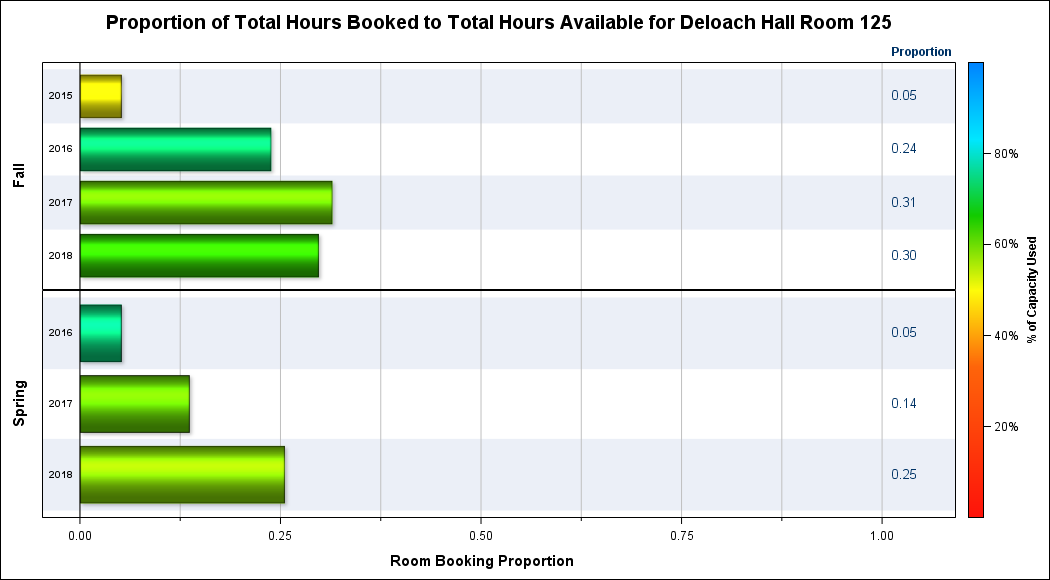 Proportion of Total Hours Booked to Total Hours Available for Deloach Hall Room 125
Proportion
Fall
2015 0.05
2016 0.24
2017 0.31
2018 0.30
Spring
2016 0.05
2017 0.14
2018 0.25
0.00 0.25 0.50 0.75 1.00
Room Booking Proportion
80%
60%
40%
20%
% of Capacity Used